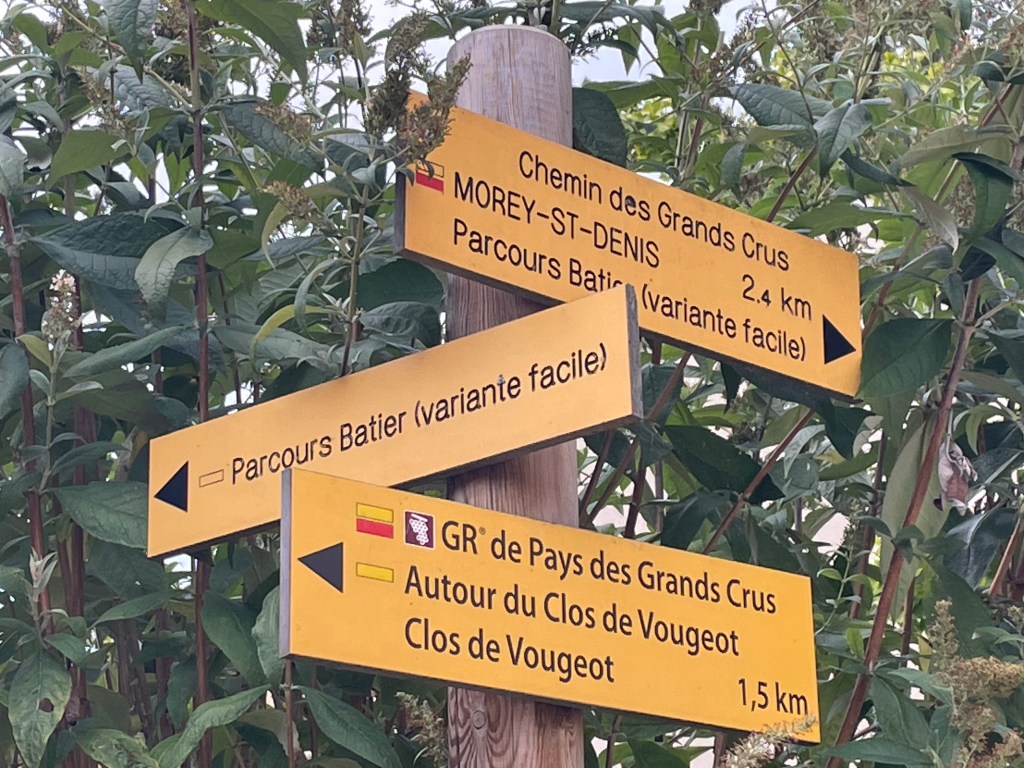 Chemin des Grands Crus
MOREY-ST-DENIS
2.4 km
Parcours Batier (variante facile)
Parcours Batier (variante facile)
GR® de Pays des Grands Crus
Autour du Clos de Vougeot
Clos de Vougeot
1,5 km